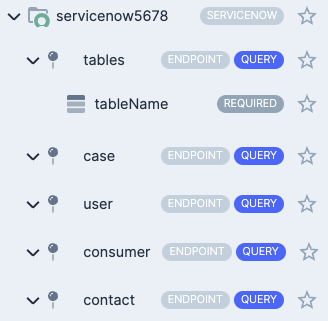 servicenow5678 SERVICENOW
tables ENDPOINT QUERY
tableName REQUIRED
case ENDPOINT QUERY
user ENDPOINT QUERY
consumer ENDPOINT QUERY
contact ENDPOINT QUERY